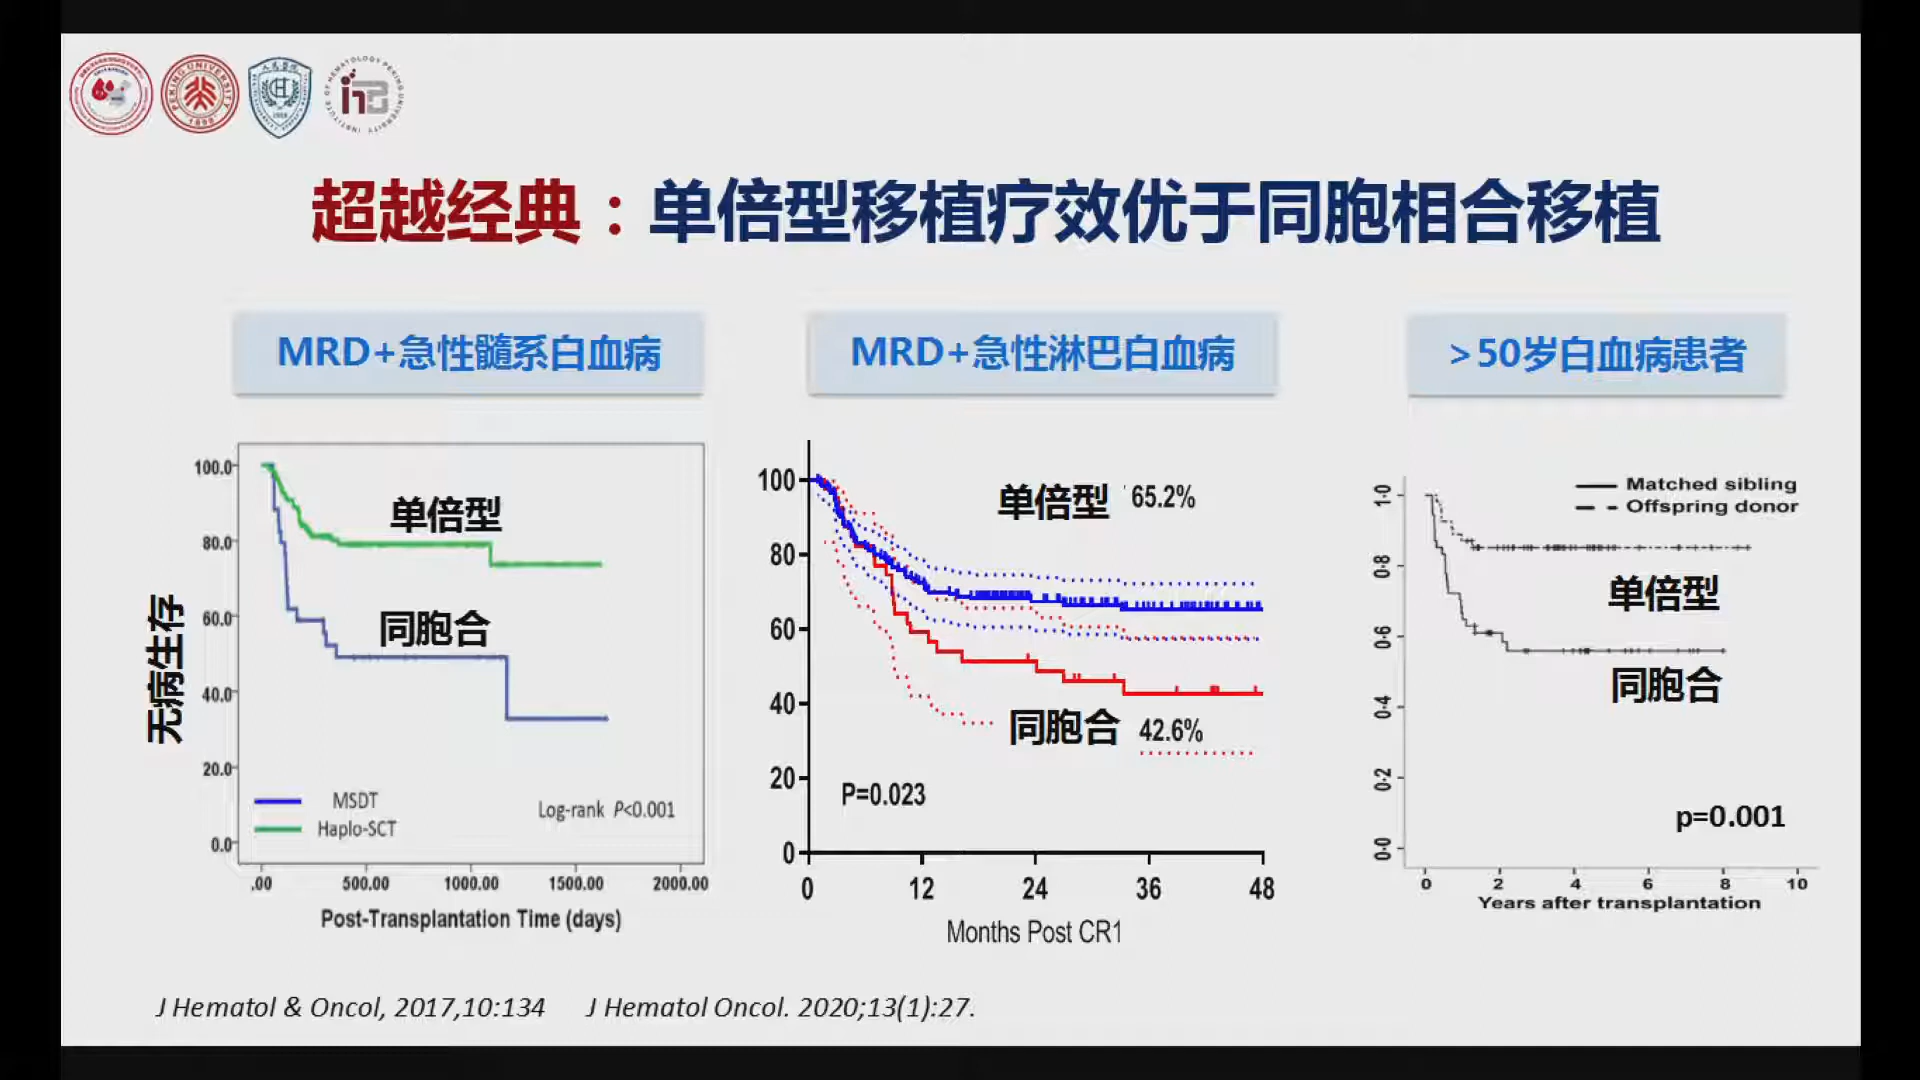 PEKING UNIVERSITY
1898
INSTITUTE OF HEMATOLOGY PEKING UNIVERSITY
超越经典：单倍型移植疗效优于同胞相合移植
MRD+急性髓系白血病
MRD+急性淋巴白血病
>50岁白血病患者
无病生存
100.0
80.0
60.0
40.0
20.0
0.0
单倍型
同胞合
MSDT
Haplo-SCT
Log-rank P<0.001
.00 500.00 1000.00 1500.00 2000.00
Post-Transplantation Time (days)
100
80
60
40
20
0
单倍型 65.2%
同胞合 42.6%
P=0.023
0 12 24 36 48
Months Post CR1
1·0
0·8
0·6
0·4
0·2
0·0
Matched sibling
Offspring donor
单倍型
同胞合
p=0.001
0 2 4 6 8 10
Years after transplantation
J Hematol & Oncol, 2017,10:134 J Hematol Oncol. 2020;13(1):27.